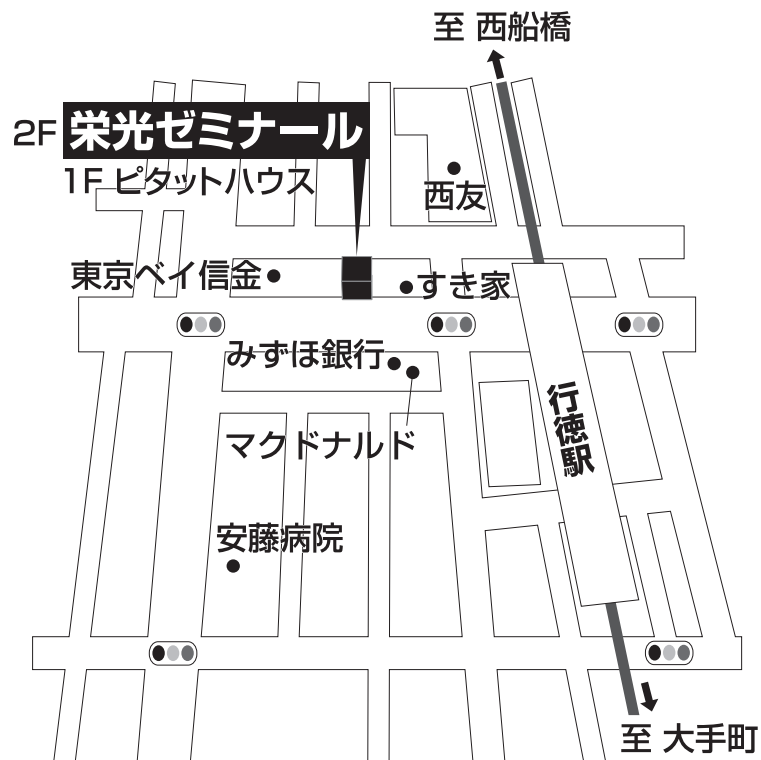 至 西船橋
2F 栄光ゼミナール
1F ピタットハウス
西友
東京ベイ信金
すき家
みずほ銀行
マクドナルド
行徳駅
安藤病院
至 大手町